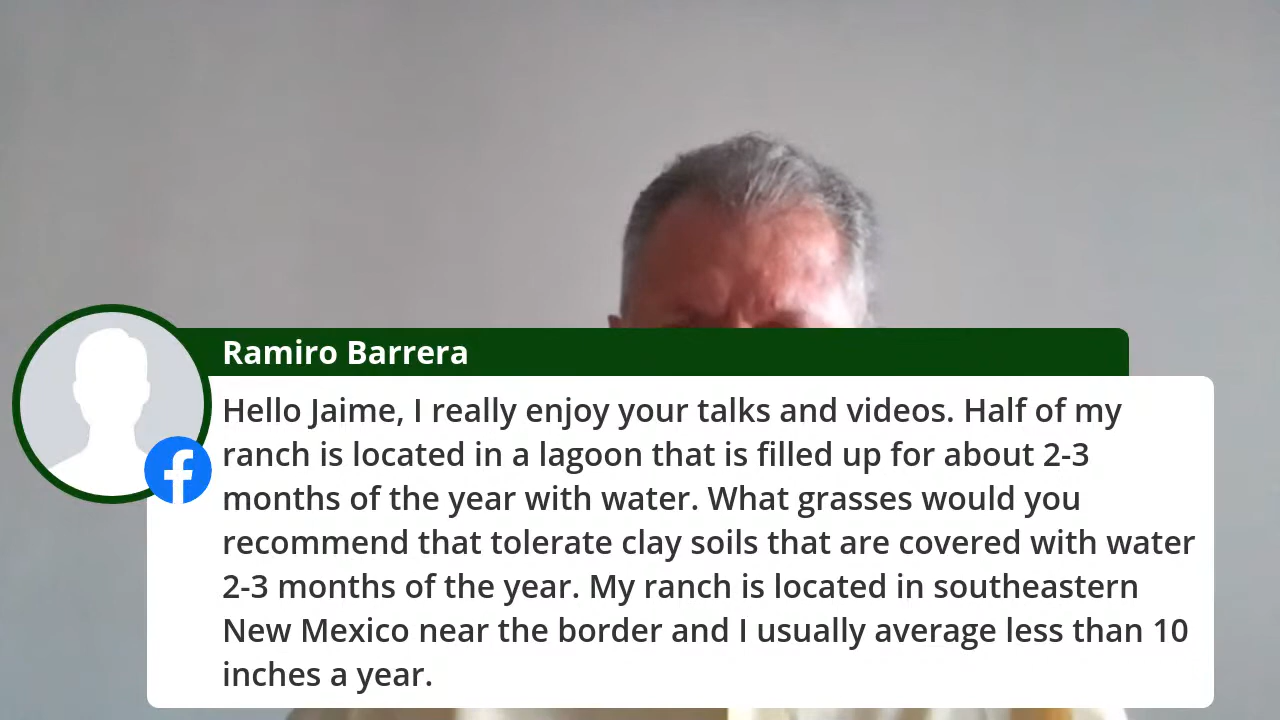 Ramiro Barrera
Hello Jaime, I really enjoy your talks and videos. Half of my
ranch is located in a lagoon that is filled up for about 2-3
months of the year with water. What grasses would you
recommend that tolerate clay soils that are covered with water
2-3 months of the year. My ranch is located in southeastern
New Mexico near the border and I usually average less than 10
inches a year.